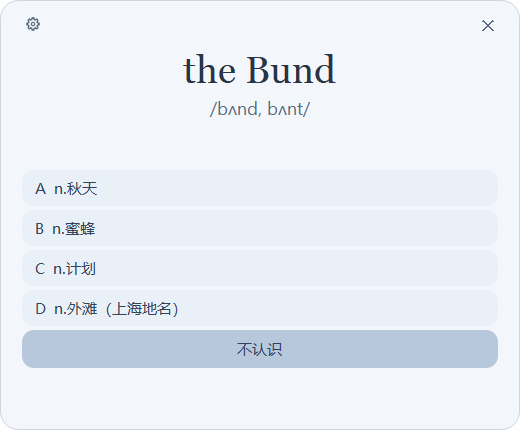 the Bund
/bʌnd, bʌnt/
A n.秋天
B n.蜜蜂
C n.计划
D n.外滩（上海地名）
不认识